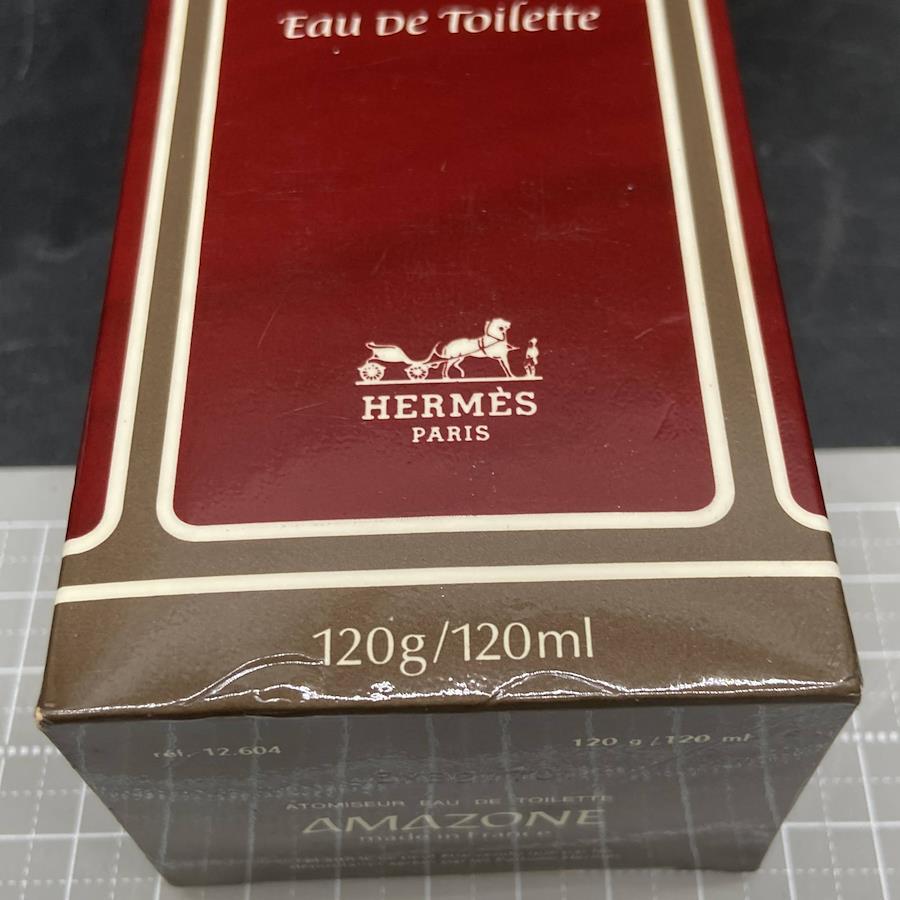 Eau De Toilette
HERMÈS
PARIS
120g/120ml
réf. 12.604
120 g / 120 ml
ATOMISEUR EAU DE TOILETTE
AMAZONE
made in France